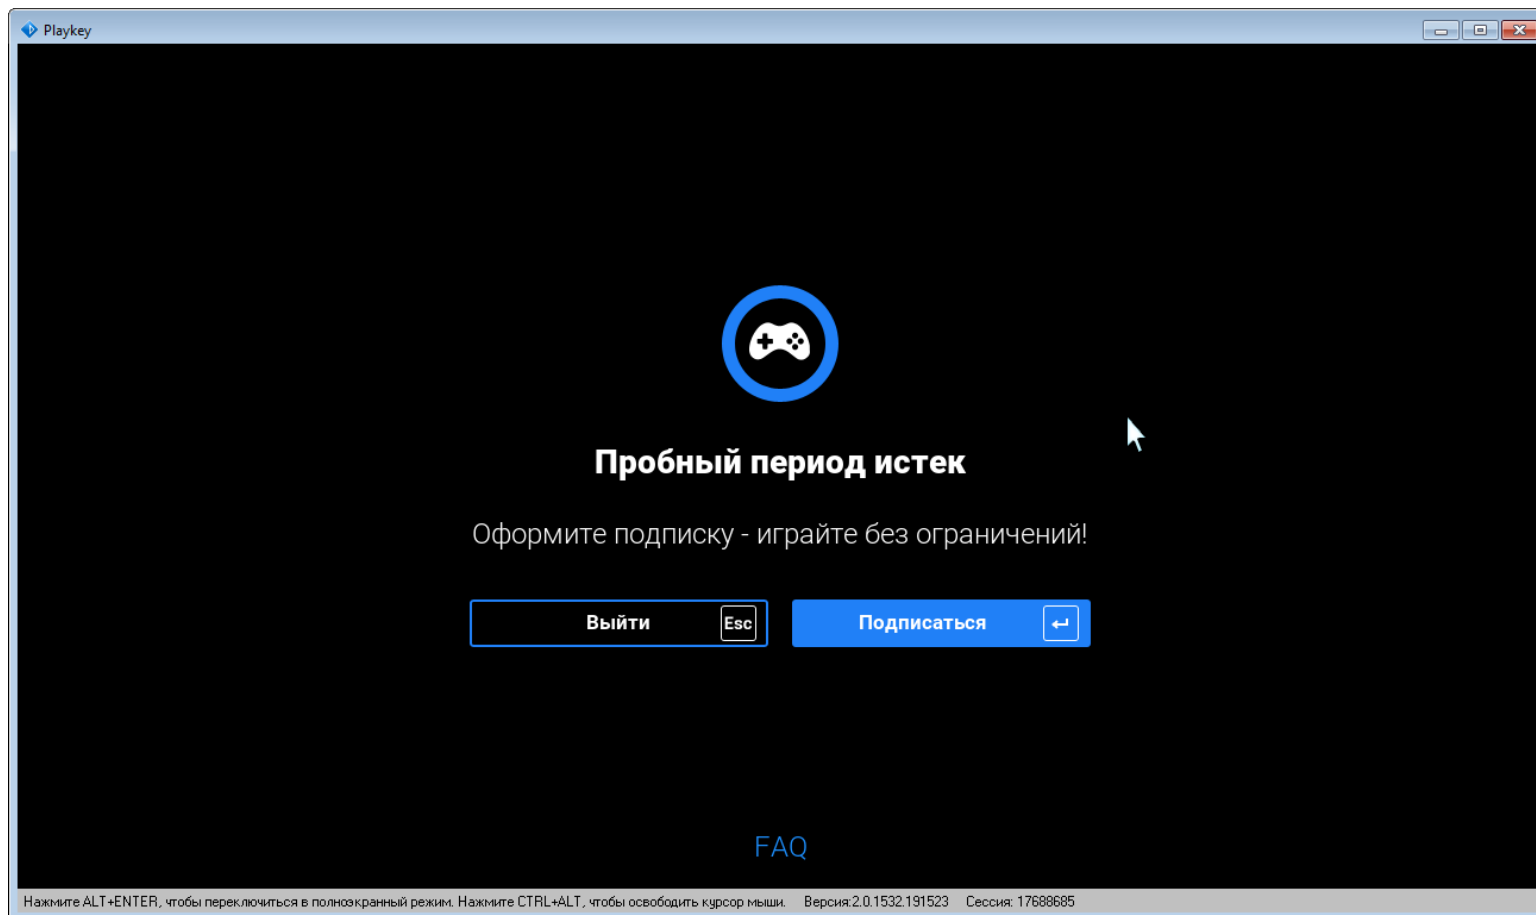 Playkey
Пробный период истек
Оформите подписку - играйте без ограничений!
Выйти Esc Подписаться
FAQ
Нажмите ALT+ENTER, чтобы переключиться в полноэкранный режим. Нажмите CTRL+ALT, чтобы освободить курсор мыши. Версия:2.0.1532.191523 Сессия: 17688685